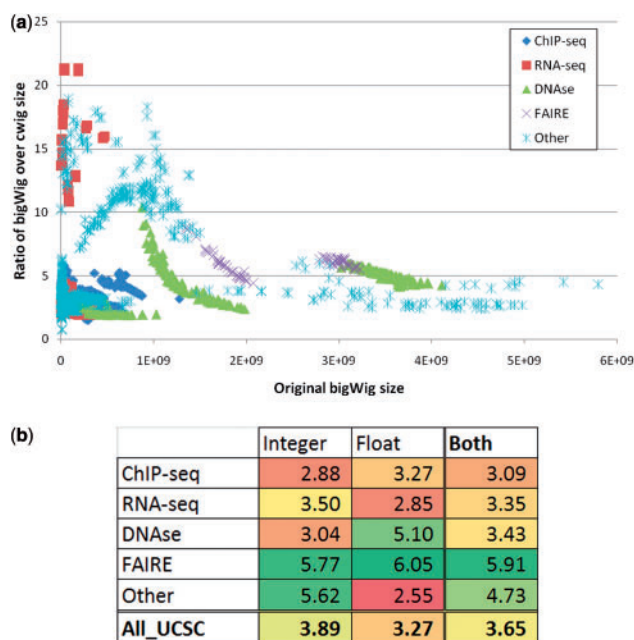 (a)
25
20
15
10
5
0
Ratio of bigWig over cwig size
ChIP-seq
RNA-seq
DNAse
FAIRE
Other
0 1E+09 2E+09 3E+09 4E+09 5E+09 6E+09
Original bigWig size
(b)
Integer Float Both
ChIP-seq 2.88 3.27 3.09
RNA-seq 3.50 2.85 3.35
DNAse 3.04 5.10 3.43
FAIRE 5.77 6.05 5.91
Other 5.62 2.55 4.73
All_UCSC 3.89 3.27 3.65